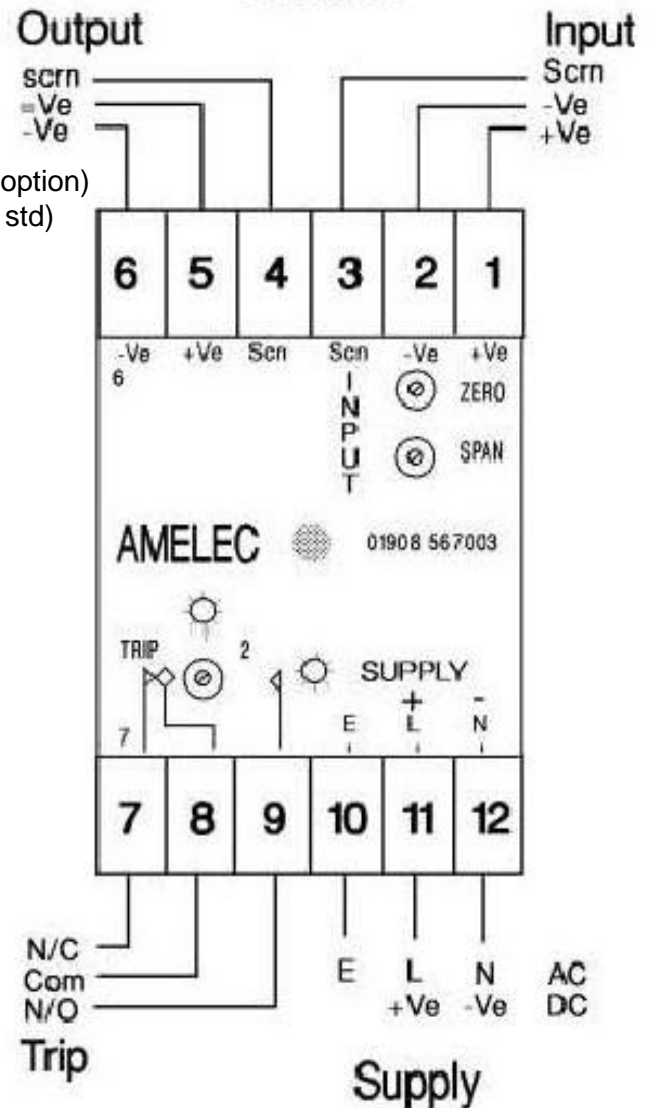 Output Input
scrn Scrn
=Ve -Ve
-Ve +Ve
option)
std)
6 5 4 3 2 1
-Ve +Ve Scn Scn -Ve +Ve
6
INPUT
ZERO
SPAN
AMELEC 01908 567003
TRIP 2
SUPPLY
+ -
E L N
7
7 8 9 10 11 12
N/C
Com
N/O
E L N AC
+Ve -Ve DC
Trip
Supply